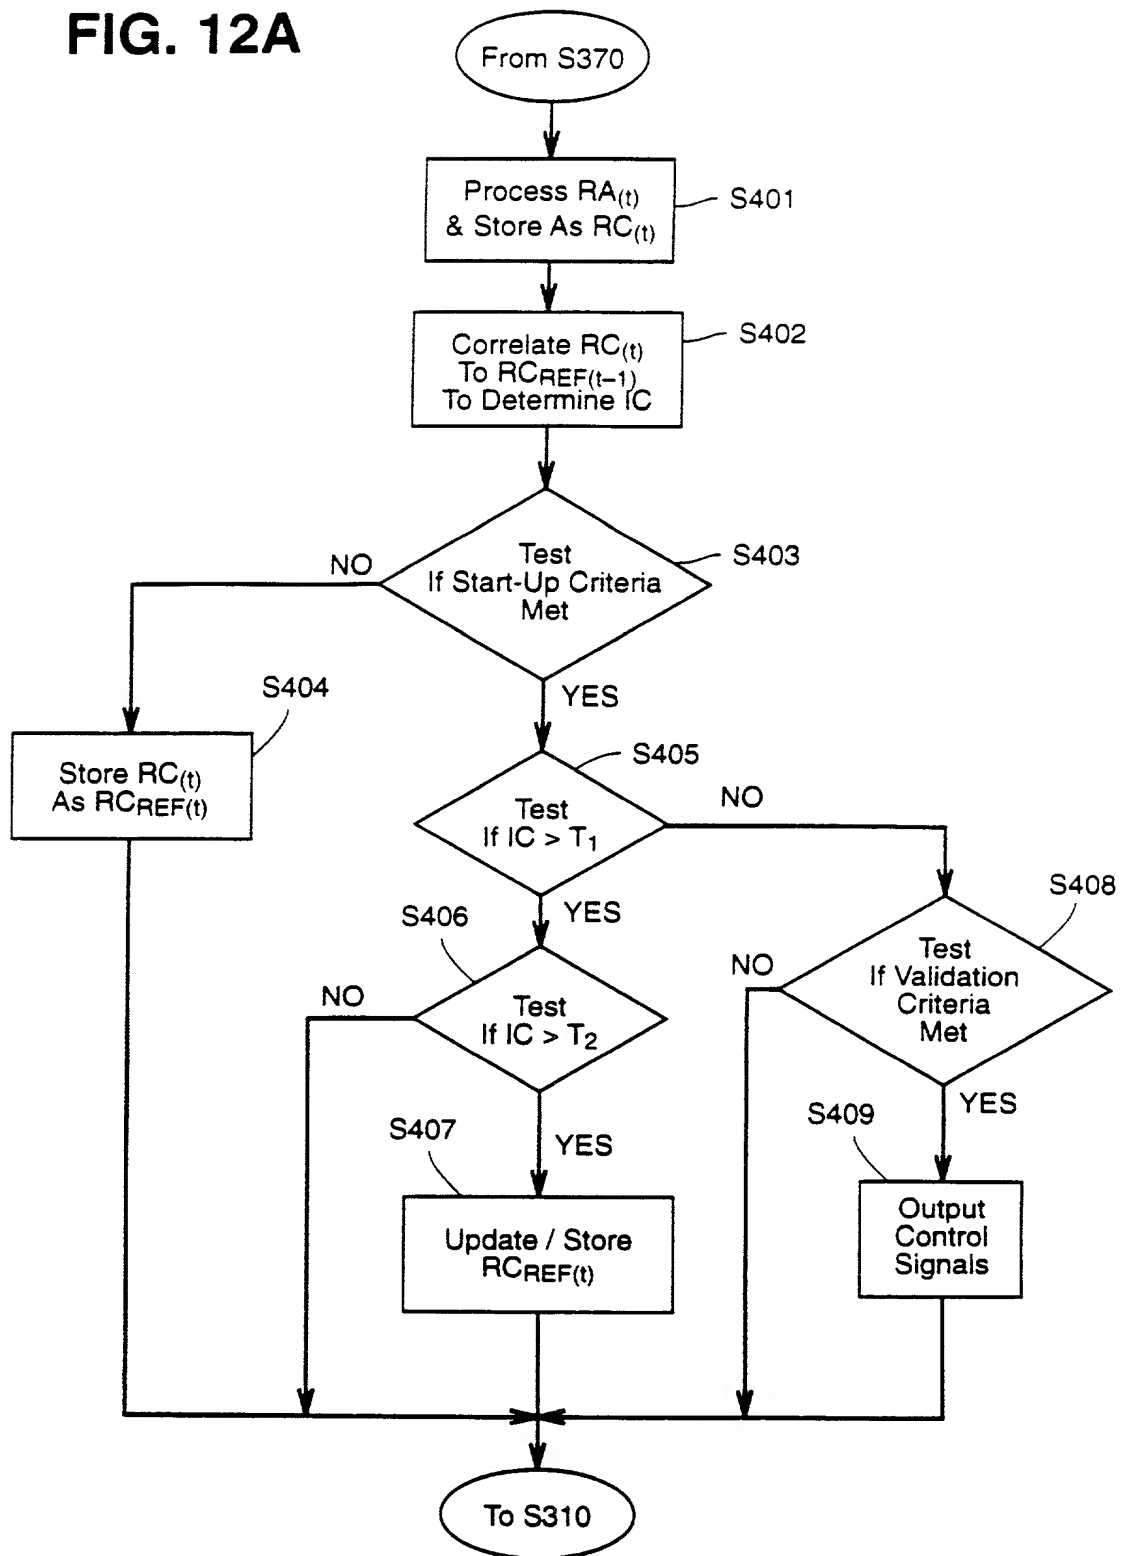 FIG. 12A
From S370
Process RA(t)
& Store As RC(t)
S401
Correlate RC(t)
To RCREF(t–1)
To Determine IC
S402
Test
If Start-Up Criteria
Met
S403
NO
YES
S404
Store RC(t)
As RCREF(t)
S405
Test
If IC > T1
NO
YES
S406
Test
If IC > T2
NO
YES
S408
Test
If Validation
Criteria
Met
NO
YES
S407
Update / Store
RCREF(t)
S409
Output
Control
Signals
To S310